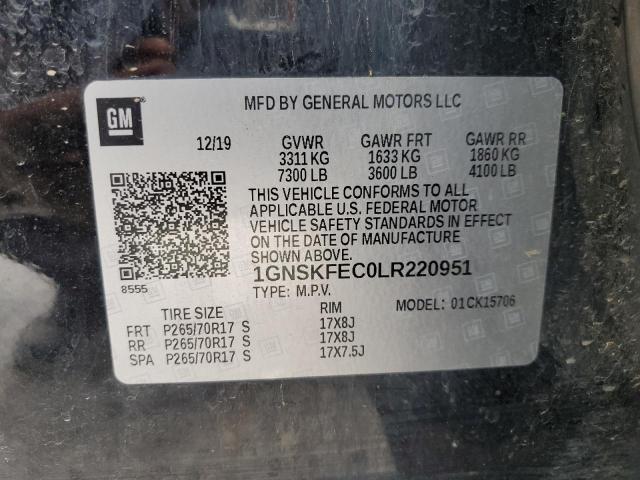 GM
MFD BY GENERAL MOTORS LLC
12/19 GVWR GAWR FRT GAWR RR
3311 KG 1633 KG 1860 KG
7300 LB 3600 LB 4100 LB
THIS VEHICLE CONFORMS TO ALL
APPLICABLE U.S. FEDERAL MOTOR
VEHICLE SAFETY STANDARDS IN EFFECT
ON THE DATE OF MANUFACTURE
SHOWN ABOVE.
1GNSKFEC0LR220951
8555
TYPE: M.P.V.
MODEL: 01CK15706
TIRE SIZE RIM
FRT P265/70R17 S 17X8J
RR P265/70R17 S 17X8J
SPA P265/70R17 S 17X7.5J